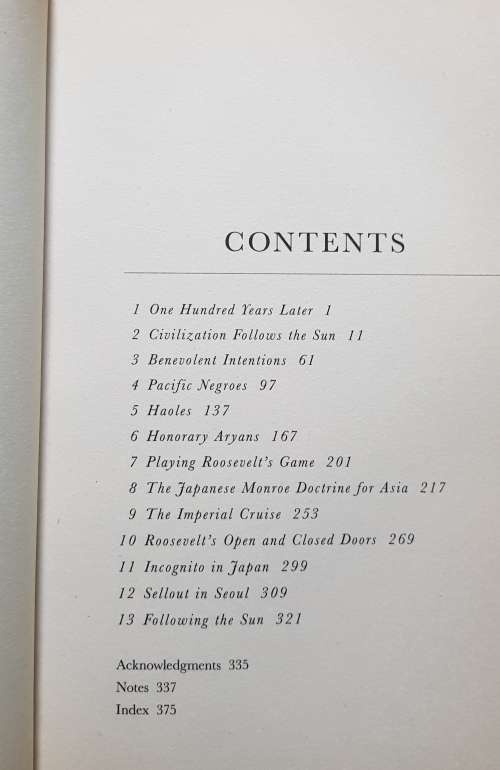 CONTENTS
1 One Hundred Years Later 1
2 Civilization Follows the Sun 11
3 Benevolent Intentions 61
4 Pacific Negroes 97
5 Haoles 137
6 Honorary Aryans 167
7 Playing Roosevelt's Game 201
8 The Japanese Monroe Doctrine for Asia 217
9 The Imperial Cruise 253
10 Roosevelt's Open and Closed Doors 269
11 Incognito in Japan 299
12 Sellout in Seoul 309
13 Following the Sun 321
Acknowledgments 335
Notes 337
Index 375